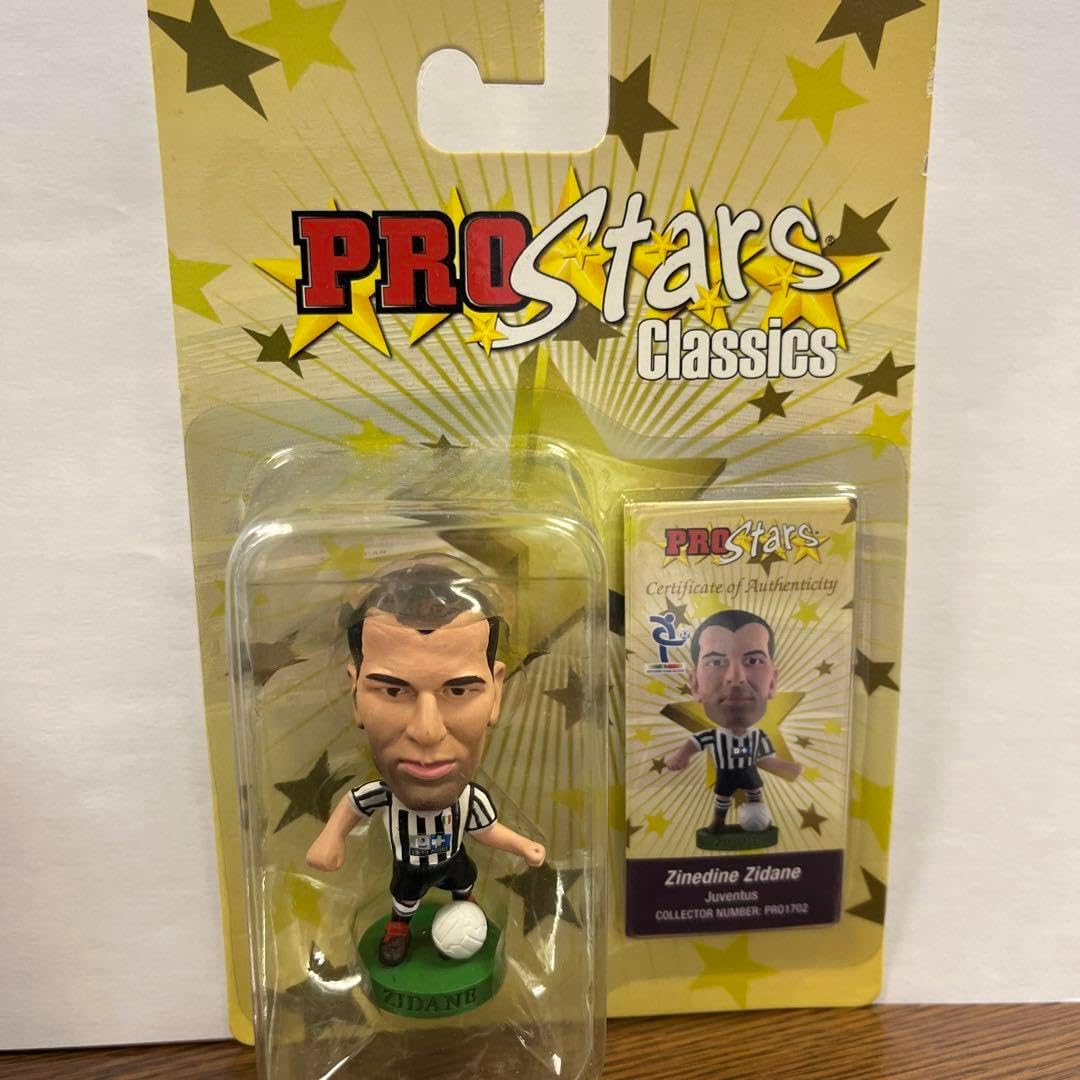 PROStars®
Classics
PROStars
Certificate of Authenticity
Zinedine Zidane
Juventus
COLLECTOR NUMBER: PRO1702
ZIDANE